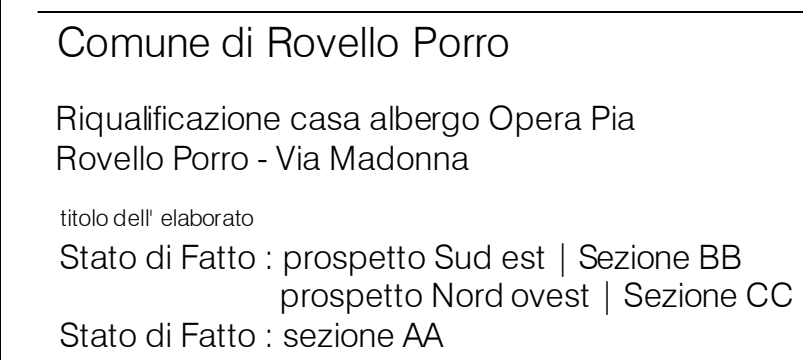 Comune di Rovello Porro
Riqualificazione casa albergo Opera Pia
Rovello Porro - Via Madonna
titolo dell' elaborato
Stato di Fatto : prospetto Sud est | Sezione BB
prospetto Nord ovest | Sezione CC
Stato di Fatto : sezione AA